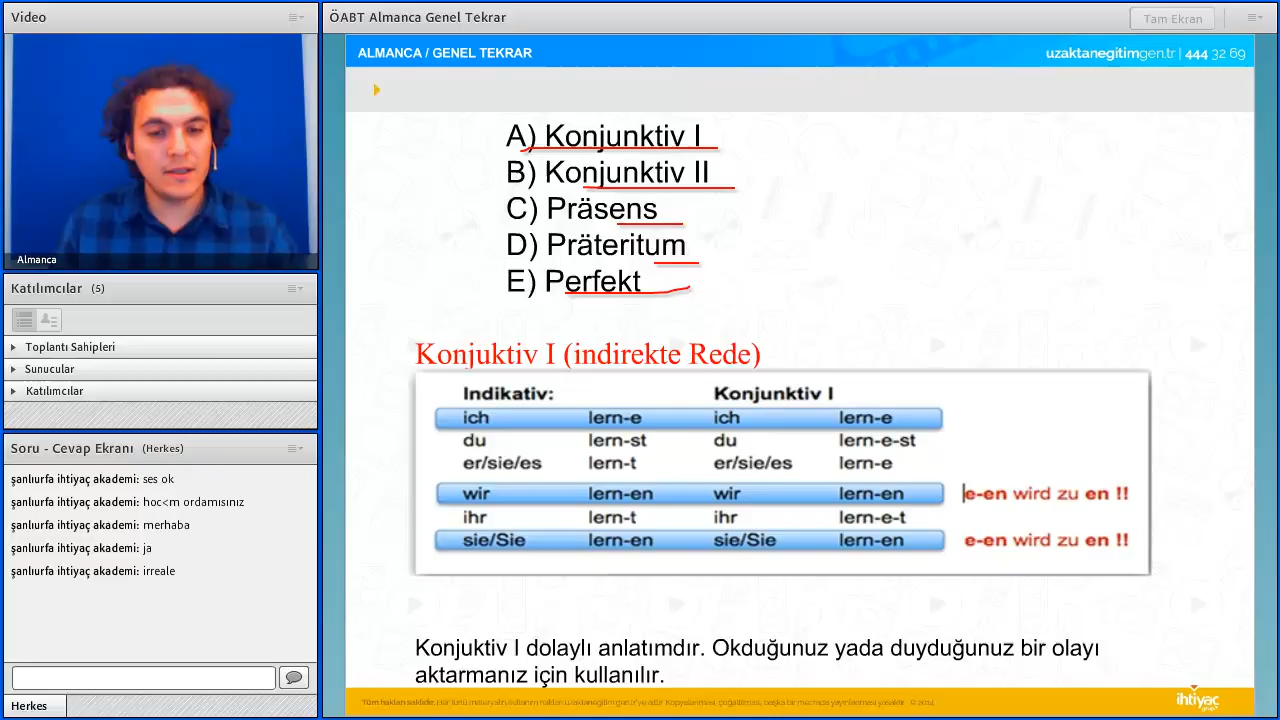 Video
Almanca
Katılımcılar (5)
Toplantı Sahipleri
Sunucular
Katılımcılar
Soru - Cevap Ekranı (Herkes)
şanlıurfa ihtiyaç akademi: ses ok
şanlıurfa ihtiyaç akademi: hoc<m ordamısınız
şanlıurfa ihtiyaç akademi: merhaba
şanlıurfa ihtiyaç akademi: ja
şanlıurfa ihtiyaç akademi: irreale
Herkes
ÖABT Almanca Genel Tekrar
Tam Ekran
ALMANCA / GENEL TEKRAR
uzaktanegitimgen.tr | 444 32 69
A) Konjunktiv I
B) Konjunktiv II
C) Präsens
D) Präteritum
E) Perfekt
Konjuktiv I (indirekte Rede)
Indikativ: Konjunktiv I
ich lern-e ich lern-e
du lern-st du lern-e-st
er/sie/es lern-t er/sie/es lern-e
wir lern-en wir lern-en e-en wird zu en !!
ihr lern-t ihr lern-e-t
sie/Sie lern-en sie/Sie lern-en e-en wird zu en !!
Konjuktiv I dolaylı anlatımdır. Okduğunuz yada duyduğunuz bir olayı
aktarmanız için kullanılır.
Tüm hakları saklıdır.
© 2014
ihtiyaç